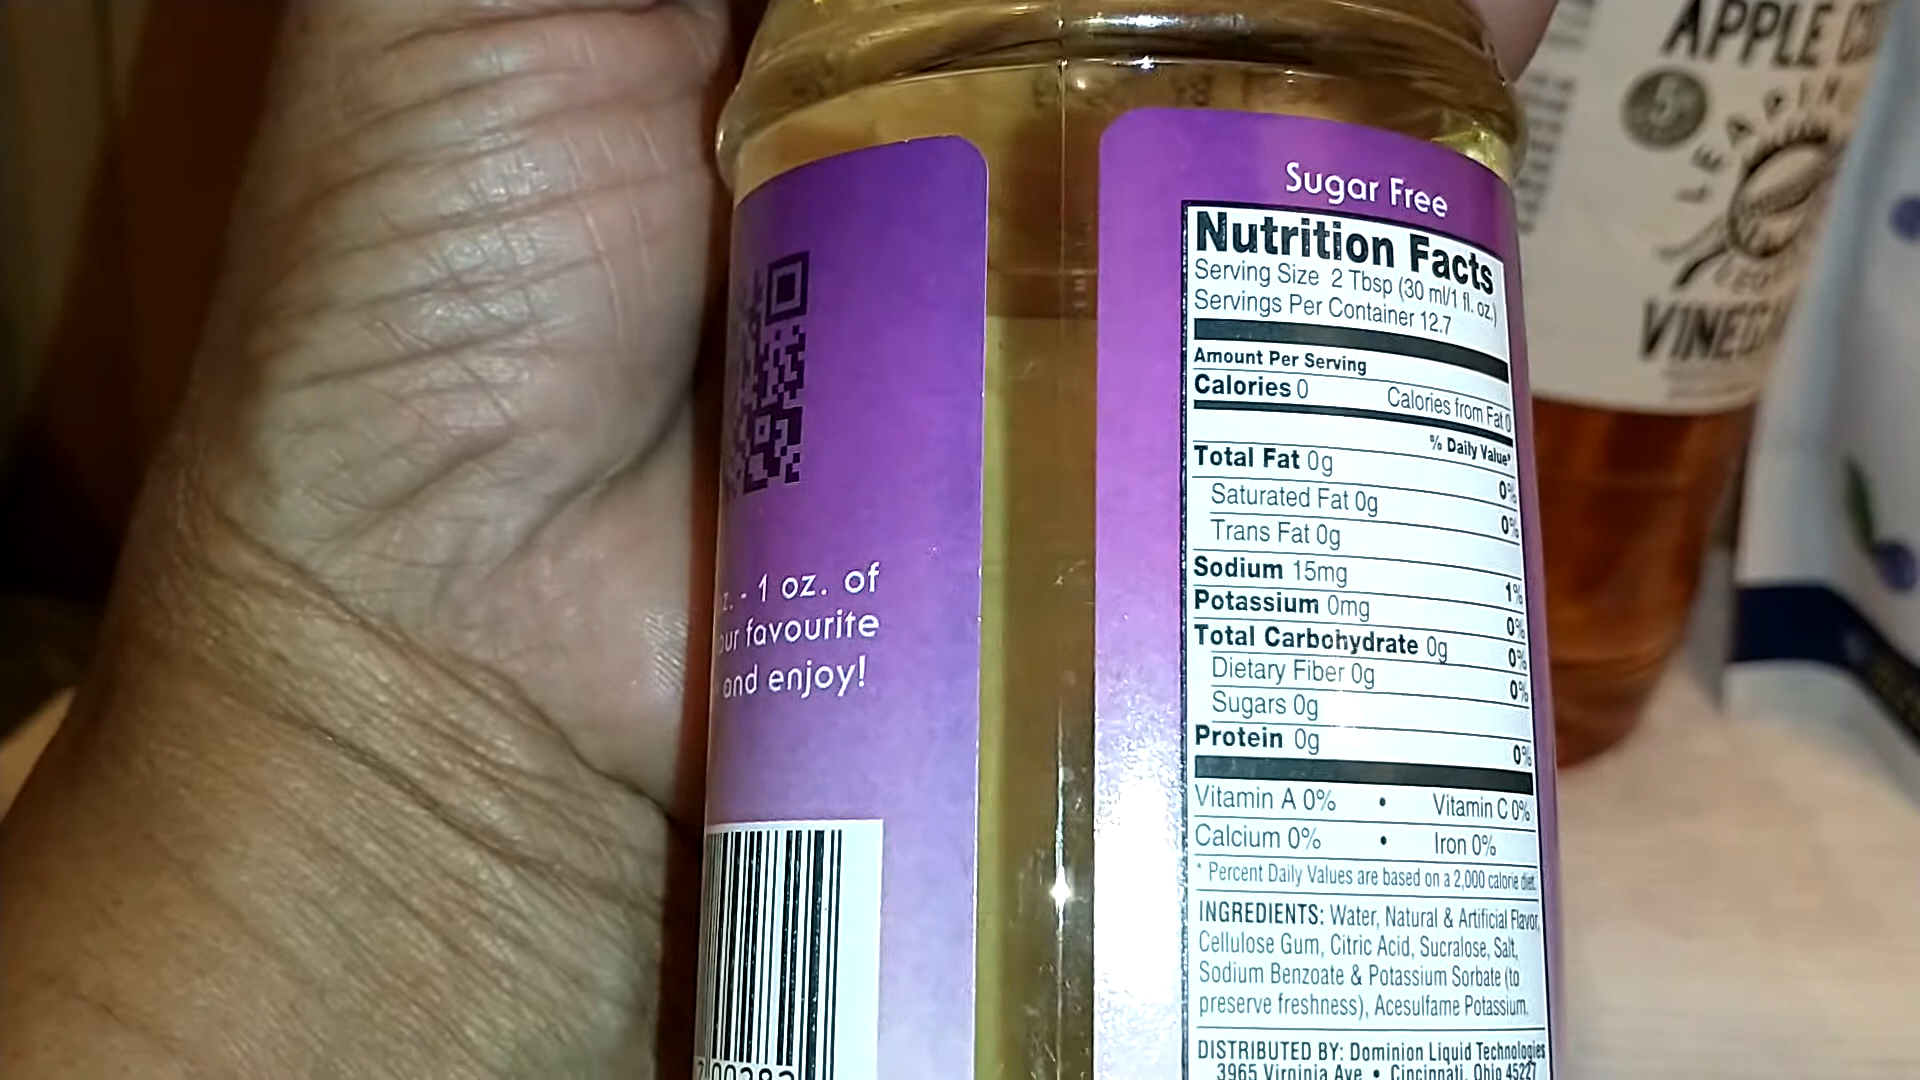 z. - 1 oz. of
our favourite
and enjoy!
Sugar Free
Nutrition Facts
Serving Size 2 Tbsp (30 ml/1 fl. oz.)
Servings Per Container 12.7
Amount Per Serving
Calories 0 Calories from Fat 0
% Daily Value*
Total Fat 0g 0%
Saturated Fat 0g 0%
Trans Fat 0g
Sodium 15mg 1%
Potassium 0mg 0%
Total Carbohydrate 0g 0%
Dietary Fiber 0g 0%
Sugars 0g
Protein 0g 0%
Vitamin A 0% • Vitamin C 0%
Calcium 0% • Iron 0%
* Percent Daily Values are based on a 2,000 calorie diet.
INGREDIENTS: Water, Natural & Artificial Flavor,
Cellulose Gum, Citric Acid, Sucralose, Salt,
Sodium Benzoate & Potassium Sorbate (to
preserve freshness), Acesulfame Potassium.
DISTRIBUTED BY: Dominion Liquid Technologies
3965 Virginia Ave • Cincinnati, Ohio 45227
APPLE
5
VINEG